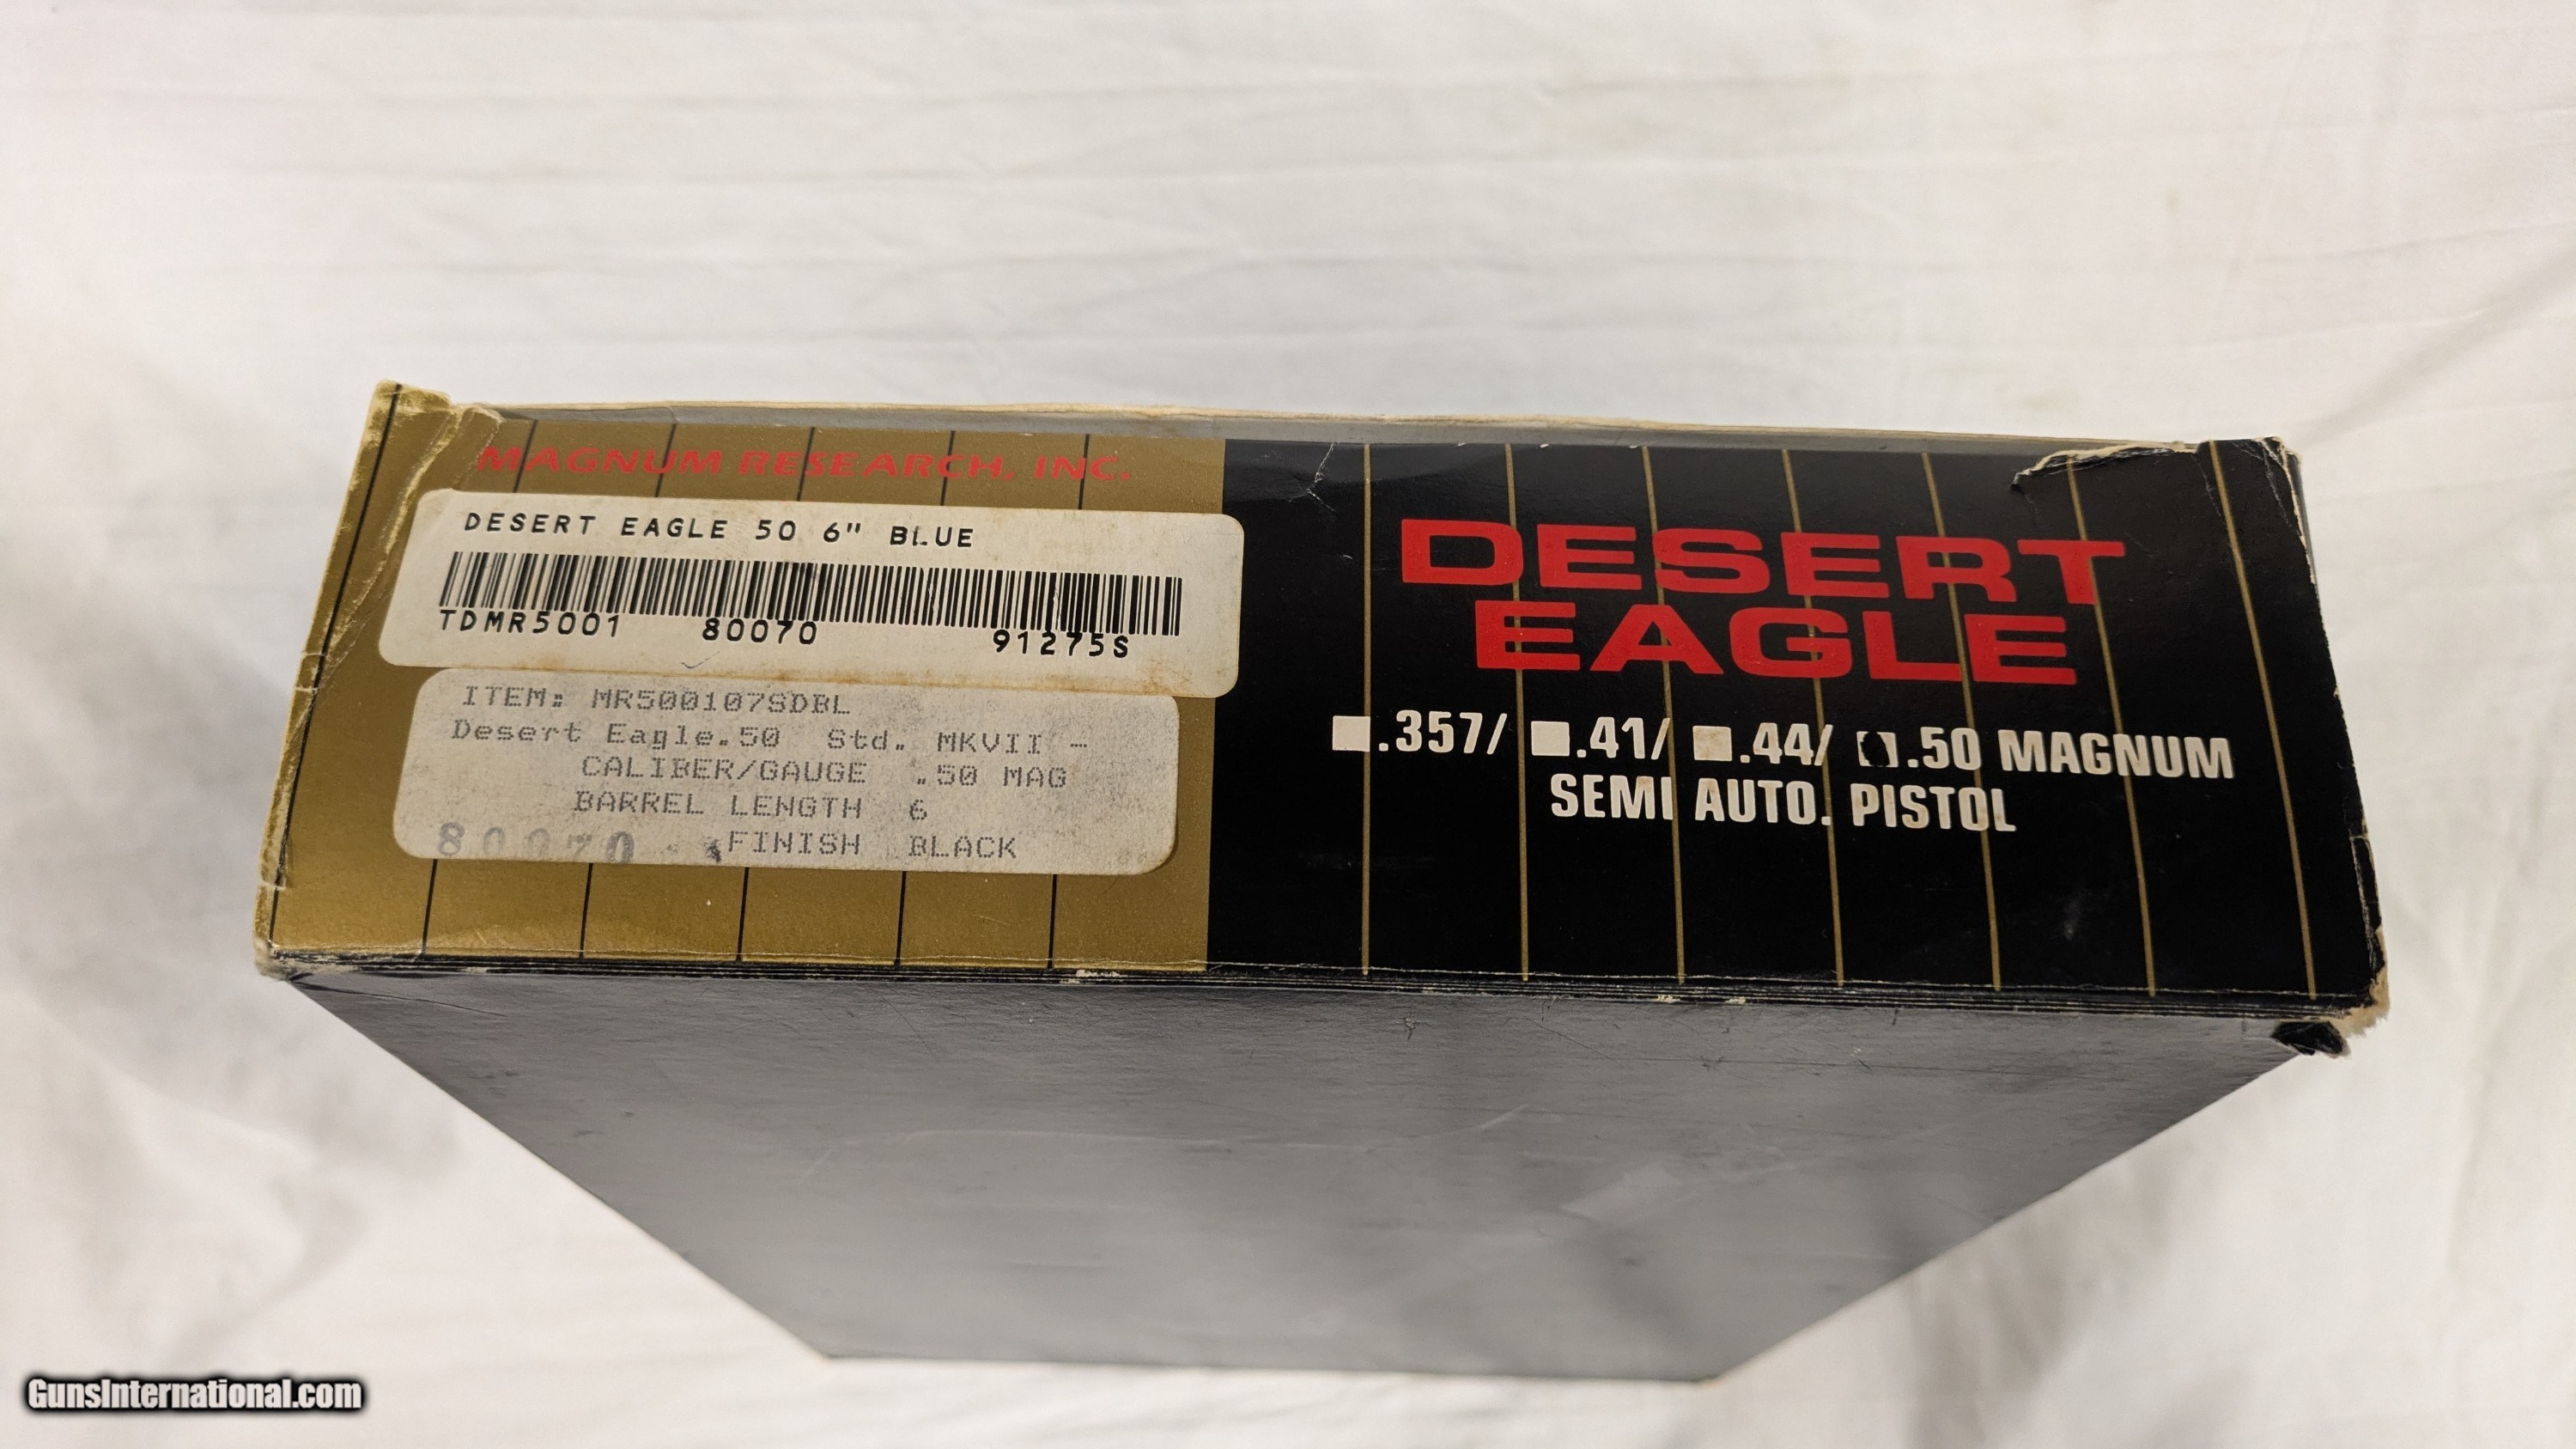 MAGNUM RESEARCH, INC.
DESERT EAGLE 50 6" BLUE
TDMR5001 80070 91275S
ITEM: MR500107SDBL
Desert Eagle.50 Std. MKVII -
CALIBER/GAUGE .50 MAG
BARREL LENGTH 6
80070 FINISH BLACK
DESERT
EAGLE
.357/ .41/ .44/ .50 MAGNUM
SEMI AUTO. PISTOL
GunsInternational.com